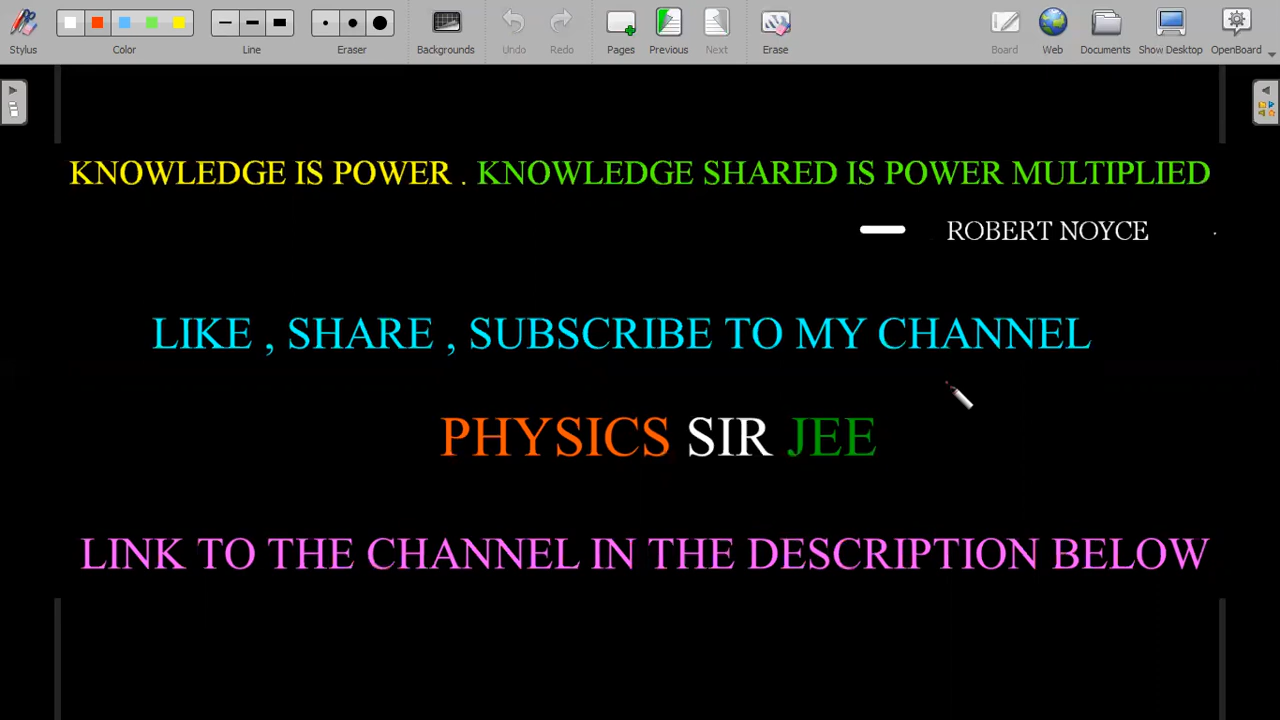 Stylus Color Line Eraser Backgrounds Undo Redo Pages Previous Next Erase Board Web Documents Show Desktop OpenBoard
KNOWLEDGE IS POWER . KNOWLEDGE SHARED IS POWER MULTIPLIED
— ROBERT NOYCE .
LIKE , SHARE , SUBSCRIBE TO MY CHANNEL
PHYSICS SIR JEE
LINK TO THE CHANNEL IN THE DESCRIPTION BELOW